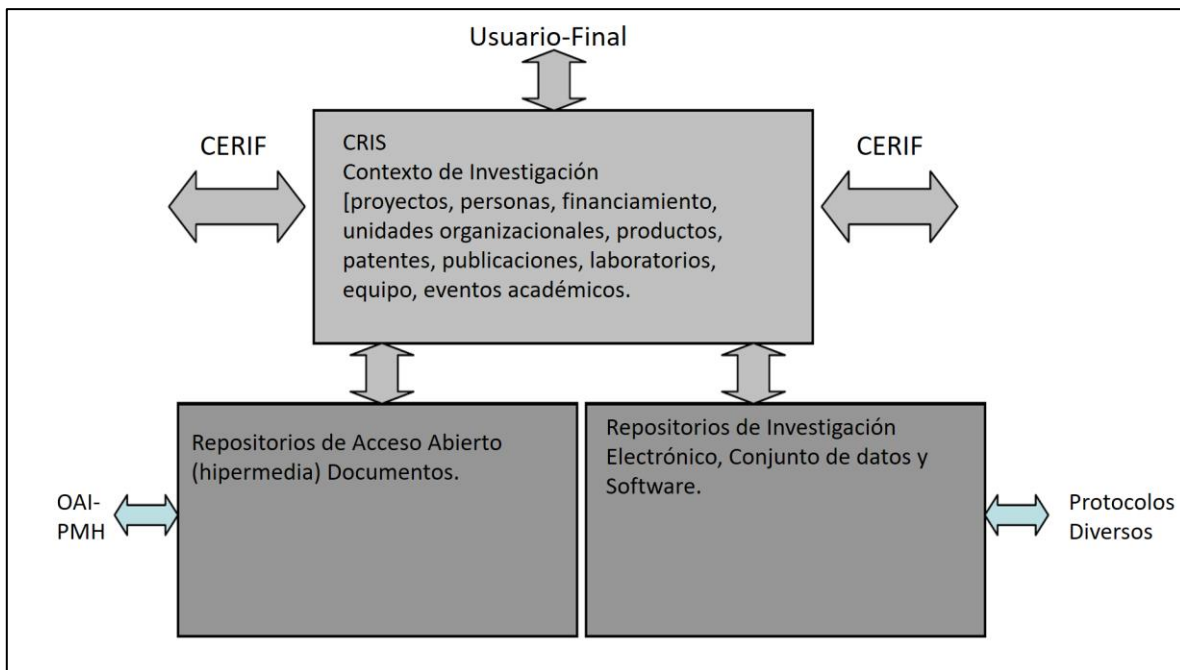 Usuario-Final
CERIF
CRIS
Contexto de Investigación
[proyectos, personas, financiamiento,
unidades organizacionales, productos,
patentes, publicaciones, laboratorios,
equipo, eventos académicos.
CERIF
Repositorios de Acceso Abierto
(hipermedia) Documentos.
Repositorios de Investigación
Electrónico, Conjunto de datos y
Software.
OAI-
PMH
Protocolos
Diversos